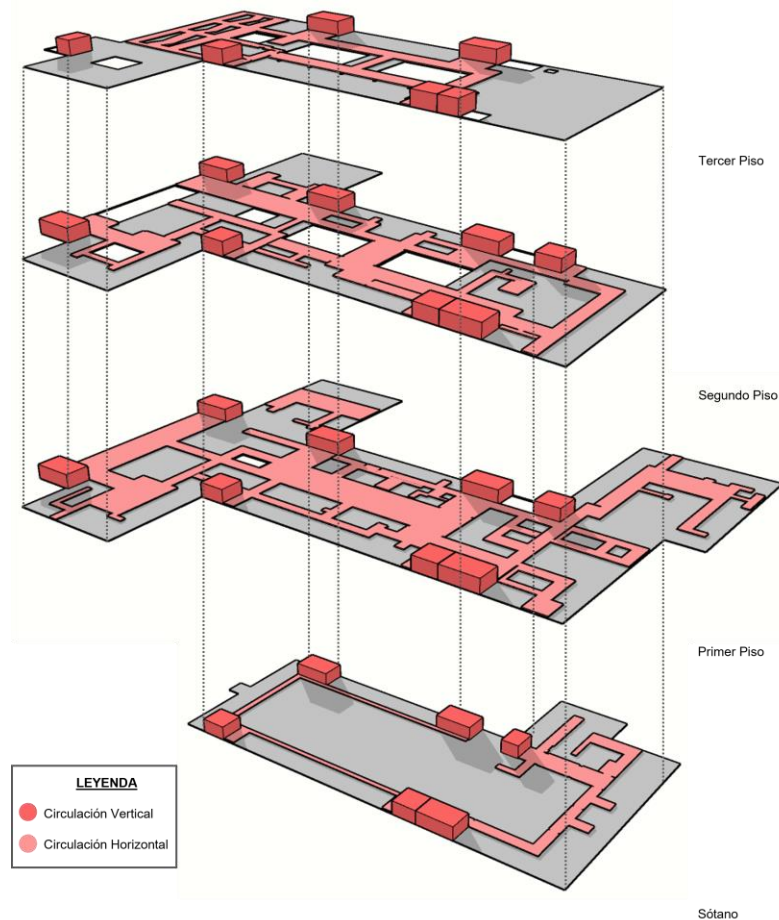 Tercer Piso
Segundo Piso
Primer Piso
LEYENDA
Circulación Vertical
Circulación Horizontal
Sótano